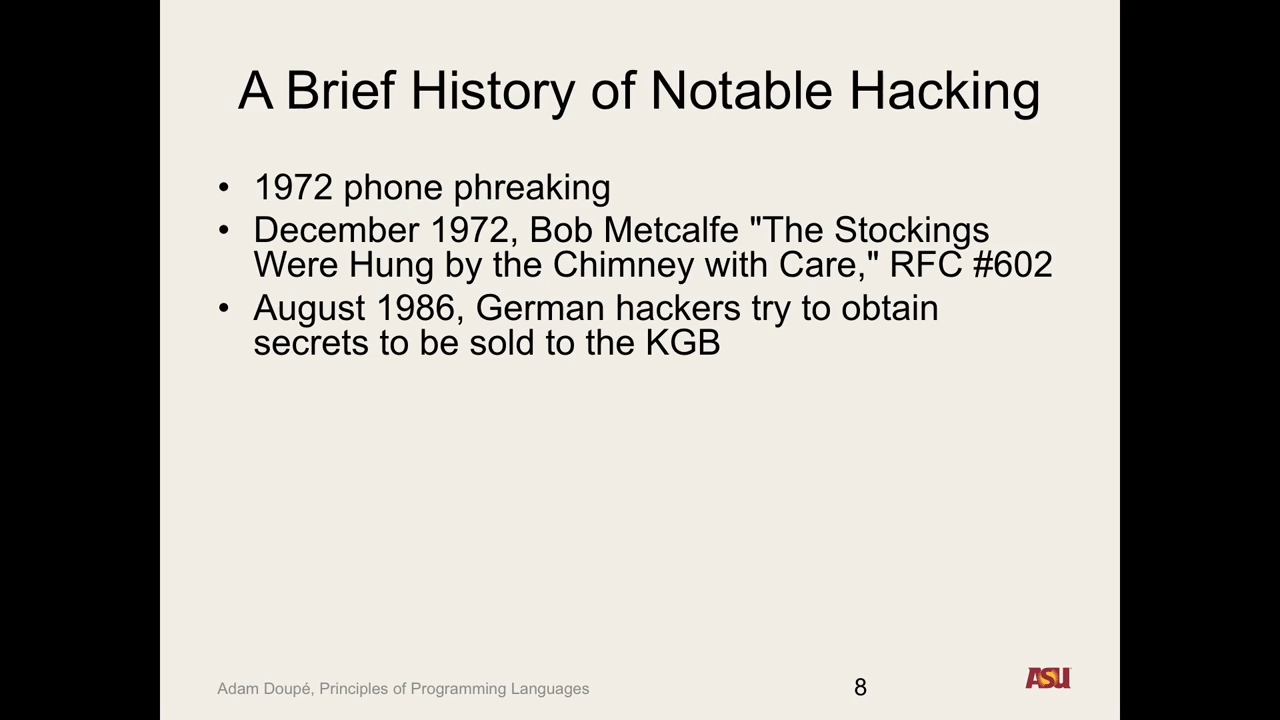 A Brief History of Notable Hacking
• 1972 phone phreaking
• December 1972, Bob Metcalfe "The Stockings
Were Hung by the Chimney with Care," RFC #602
• August 1986, German hackers try to obtain
secrets to be sold to the KGB
Adam Doupé, Principles of Programming Languages
8
ASU